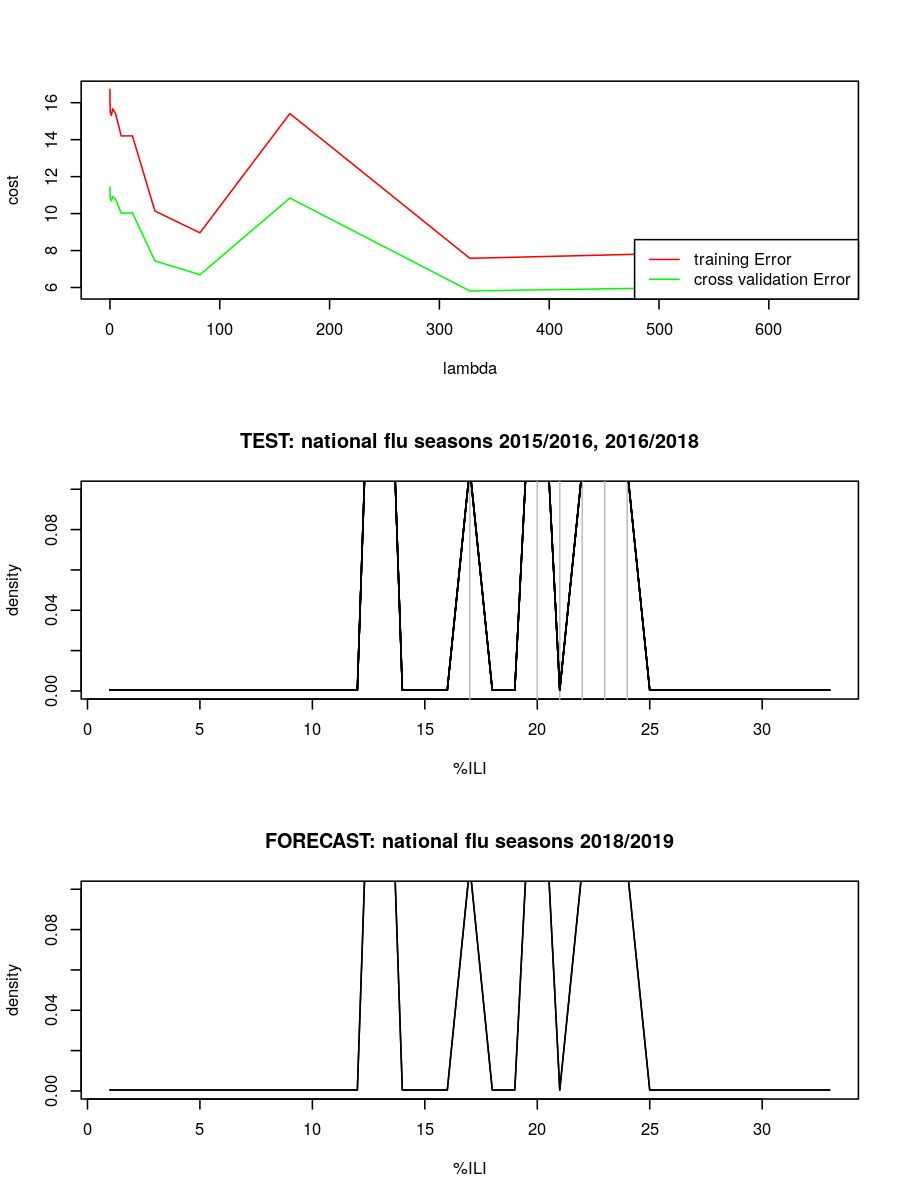 16
14
12
10
8
6
cost
training Error
cross validation Error
0 100 200 300 400 500 600
lambda
TEST: national flu seasons 2015/2016, 2016/2018
0.08
0.04
0.00
density
0 5 10 15 20 25 30
%ILI
FORECAST: national flu seasons 2018/2019
0.08
0.04
0.00
density
0 5 10 15 20 25 30
%ILI